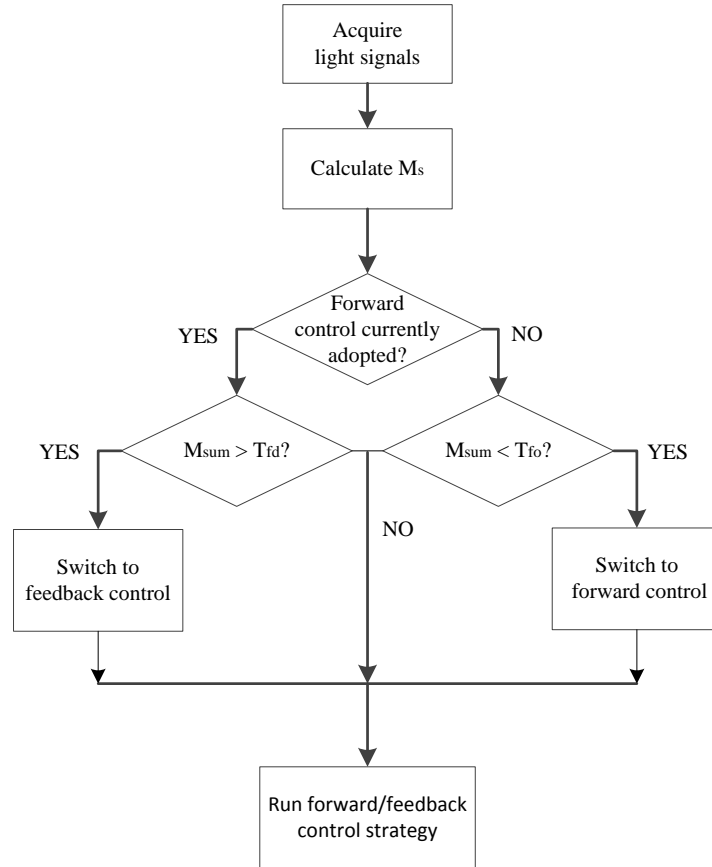 Acquire
light signals
Calculate Ms
Forward
control currently
adopted?
YES
NO
YES
Msum > Tfd?
Msum < Tfo?
YES
NO
Switch to
feedback control
Switch to
forward control
Run forward/feedback
control strategy